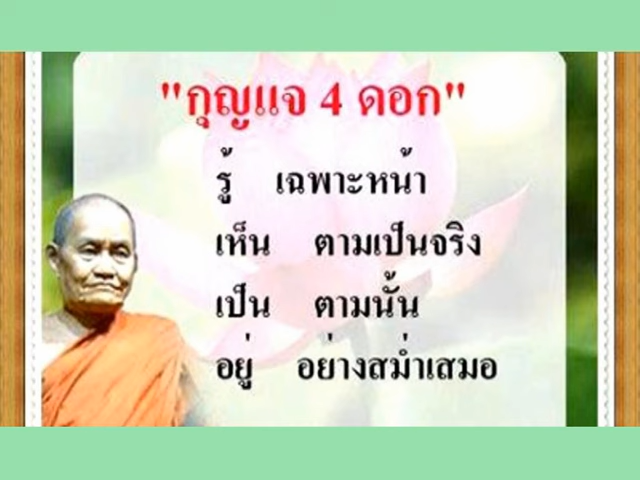 "กุญแจ 4 ดอก"
รู้ เฉพาะหน้า
เห็น ตามเป็นจริง
เป็น ตามนั้น
อยู่ อย่างสม่ำเสมอ